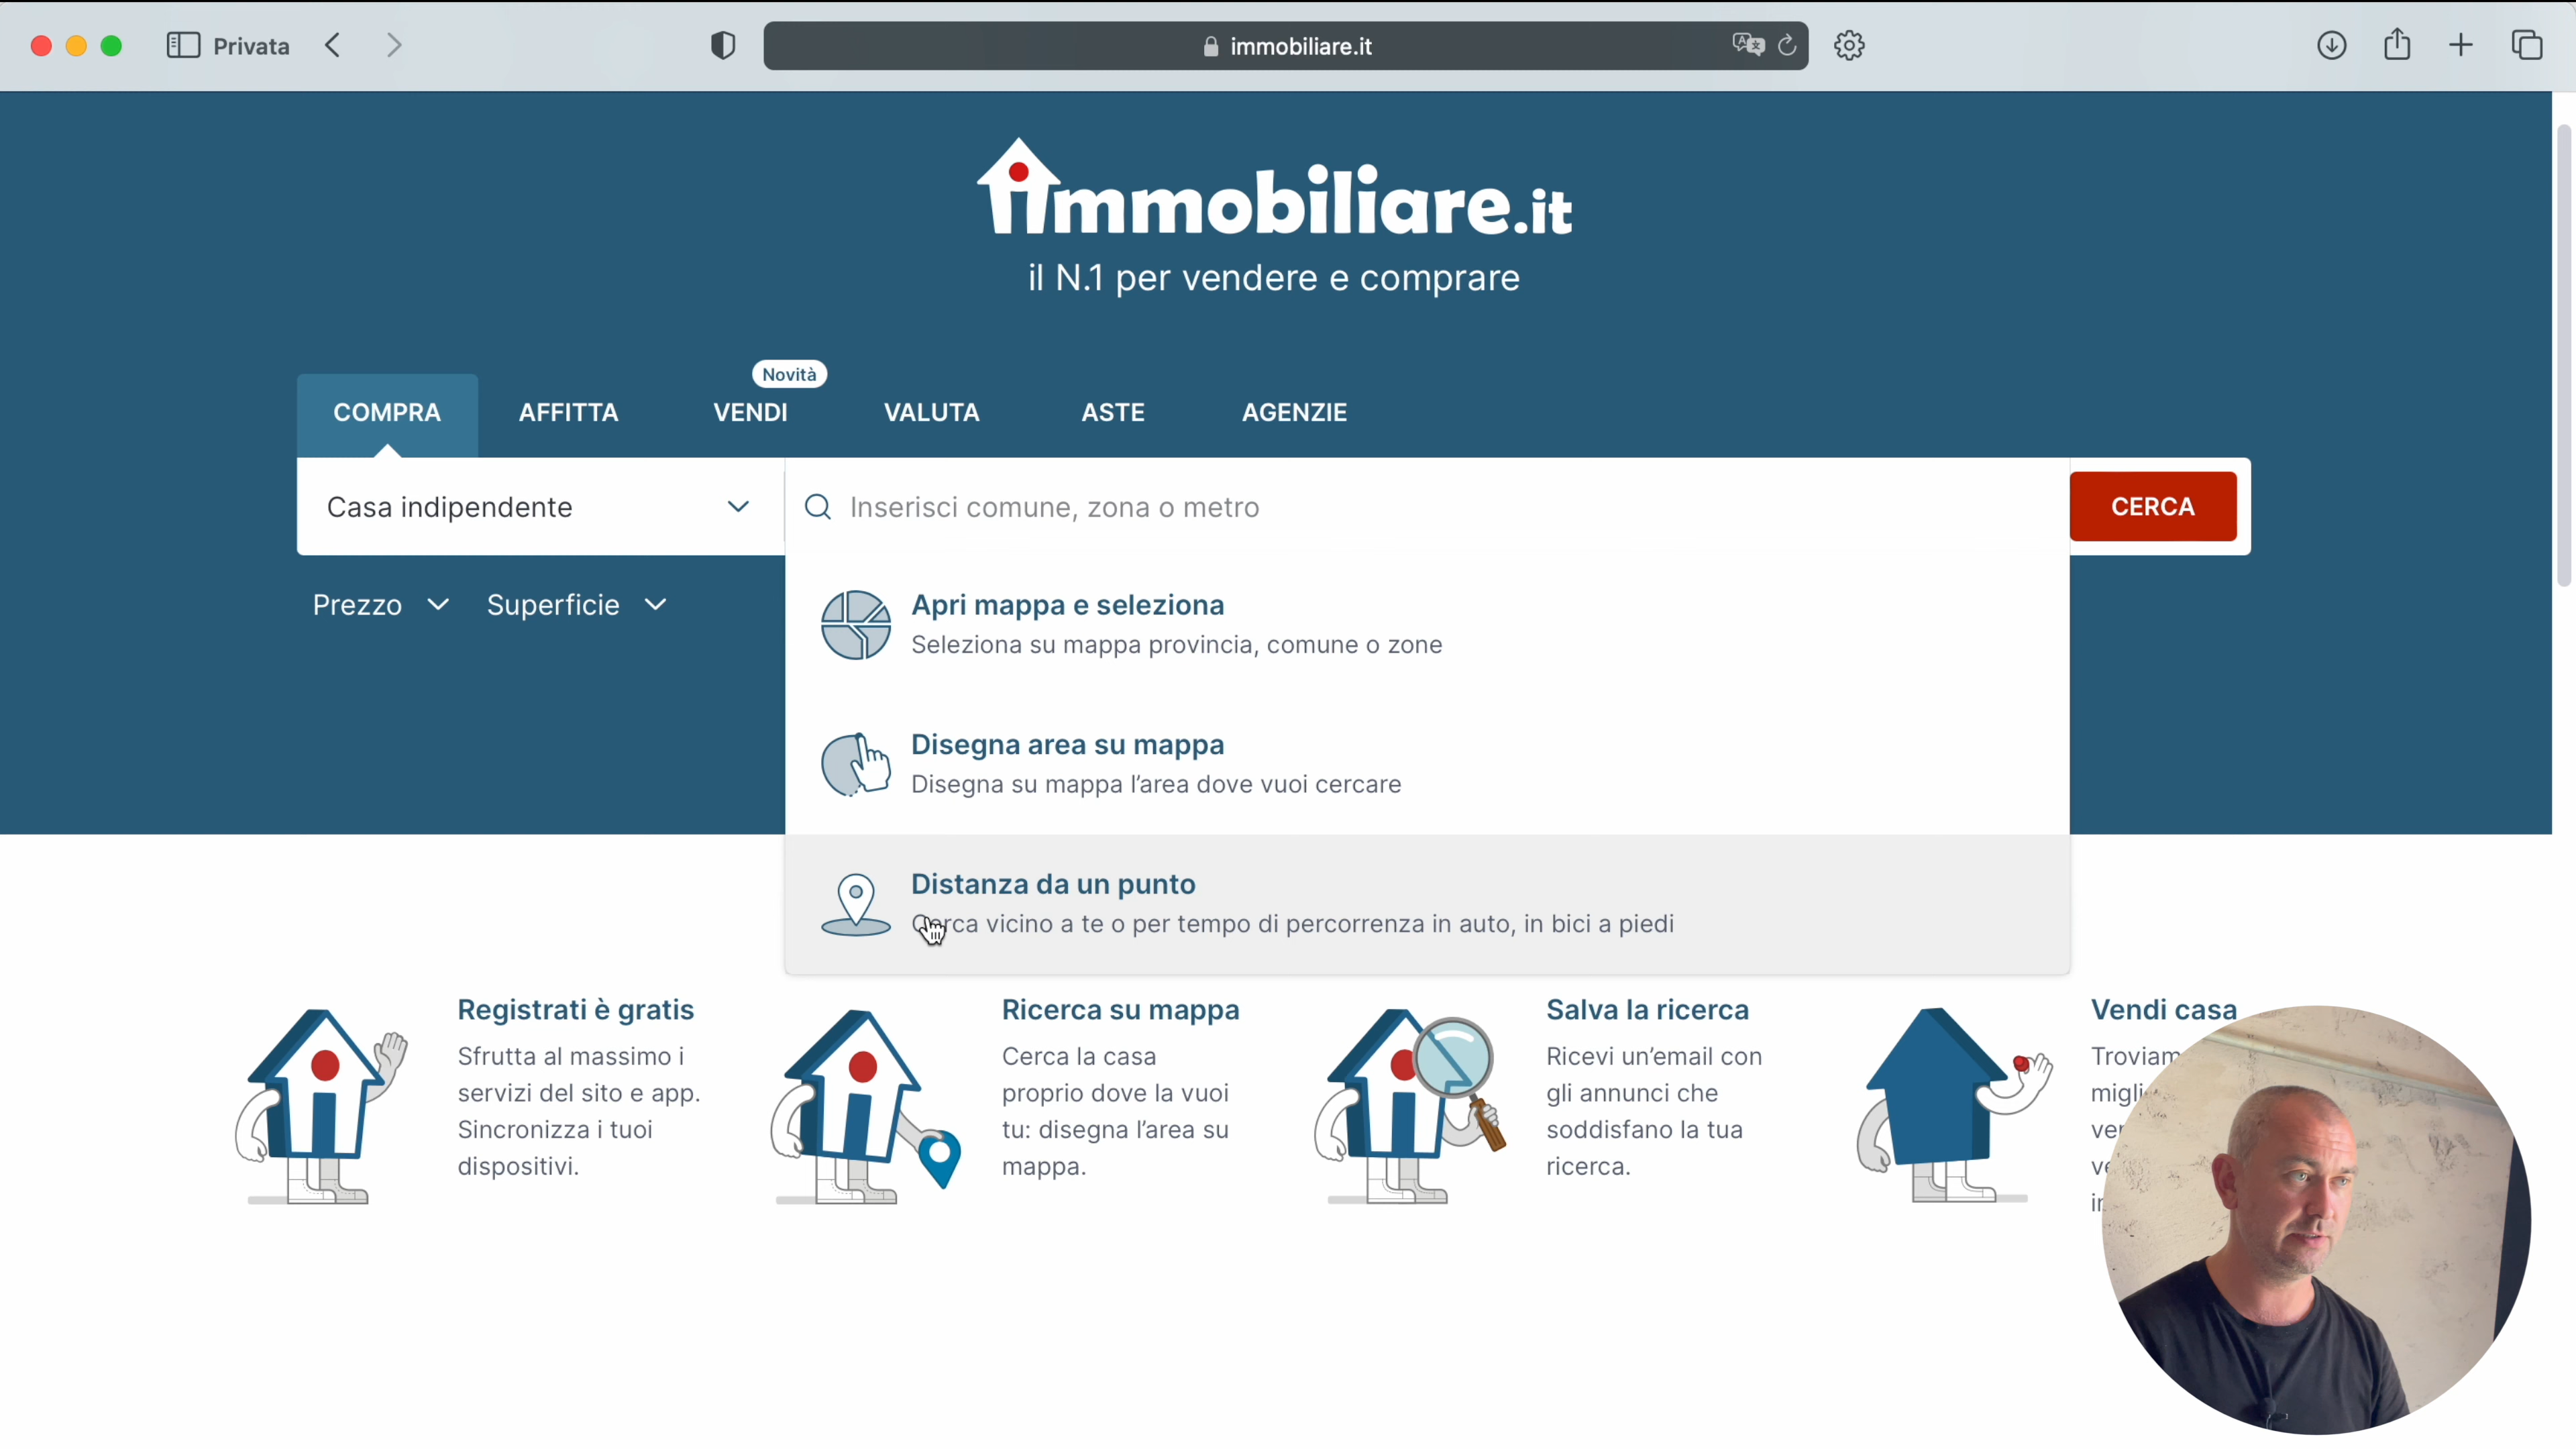 Privata
immobiliare.it
immobiliare.it
il N.1 per vendere e comprare
Novità
COMPRA AFFITTA VENDI VALUTA ASTE AGENZIE
Casa indipendente
Inserisci comune, zona o metro
CERCA
Prezzo Superficie
Apri mappa e seleziona
Seleziona su mappa provincia, comune o zone
Disegna area su mappa
Disegna su mappa l'area dove vuoi cercare
Distanza da un punto
Cerca vicino a te o per tempo di percorrenza in auto, in bici a piedi
Registrati è gratis
Sfrutta al massimo i
servizi del sito e app.
Sincronizza i tuoi
dispositivi.
Ricerca su mappa
Cerca la casa
proprio dove la vuoi
tu: disegna l'area su
mappa.
Salva la ricerca
Ricevi un'email con
gli annunci che
soddisfano la tua
ricerca.
Vendi casa